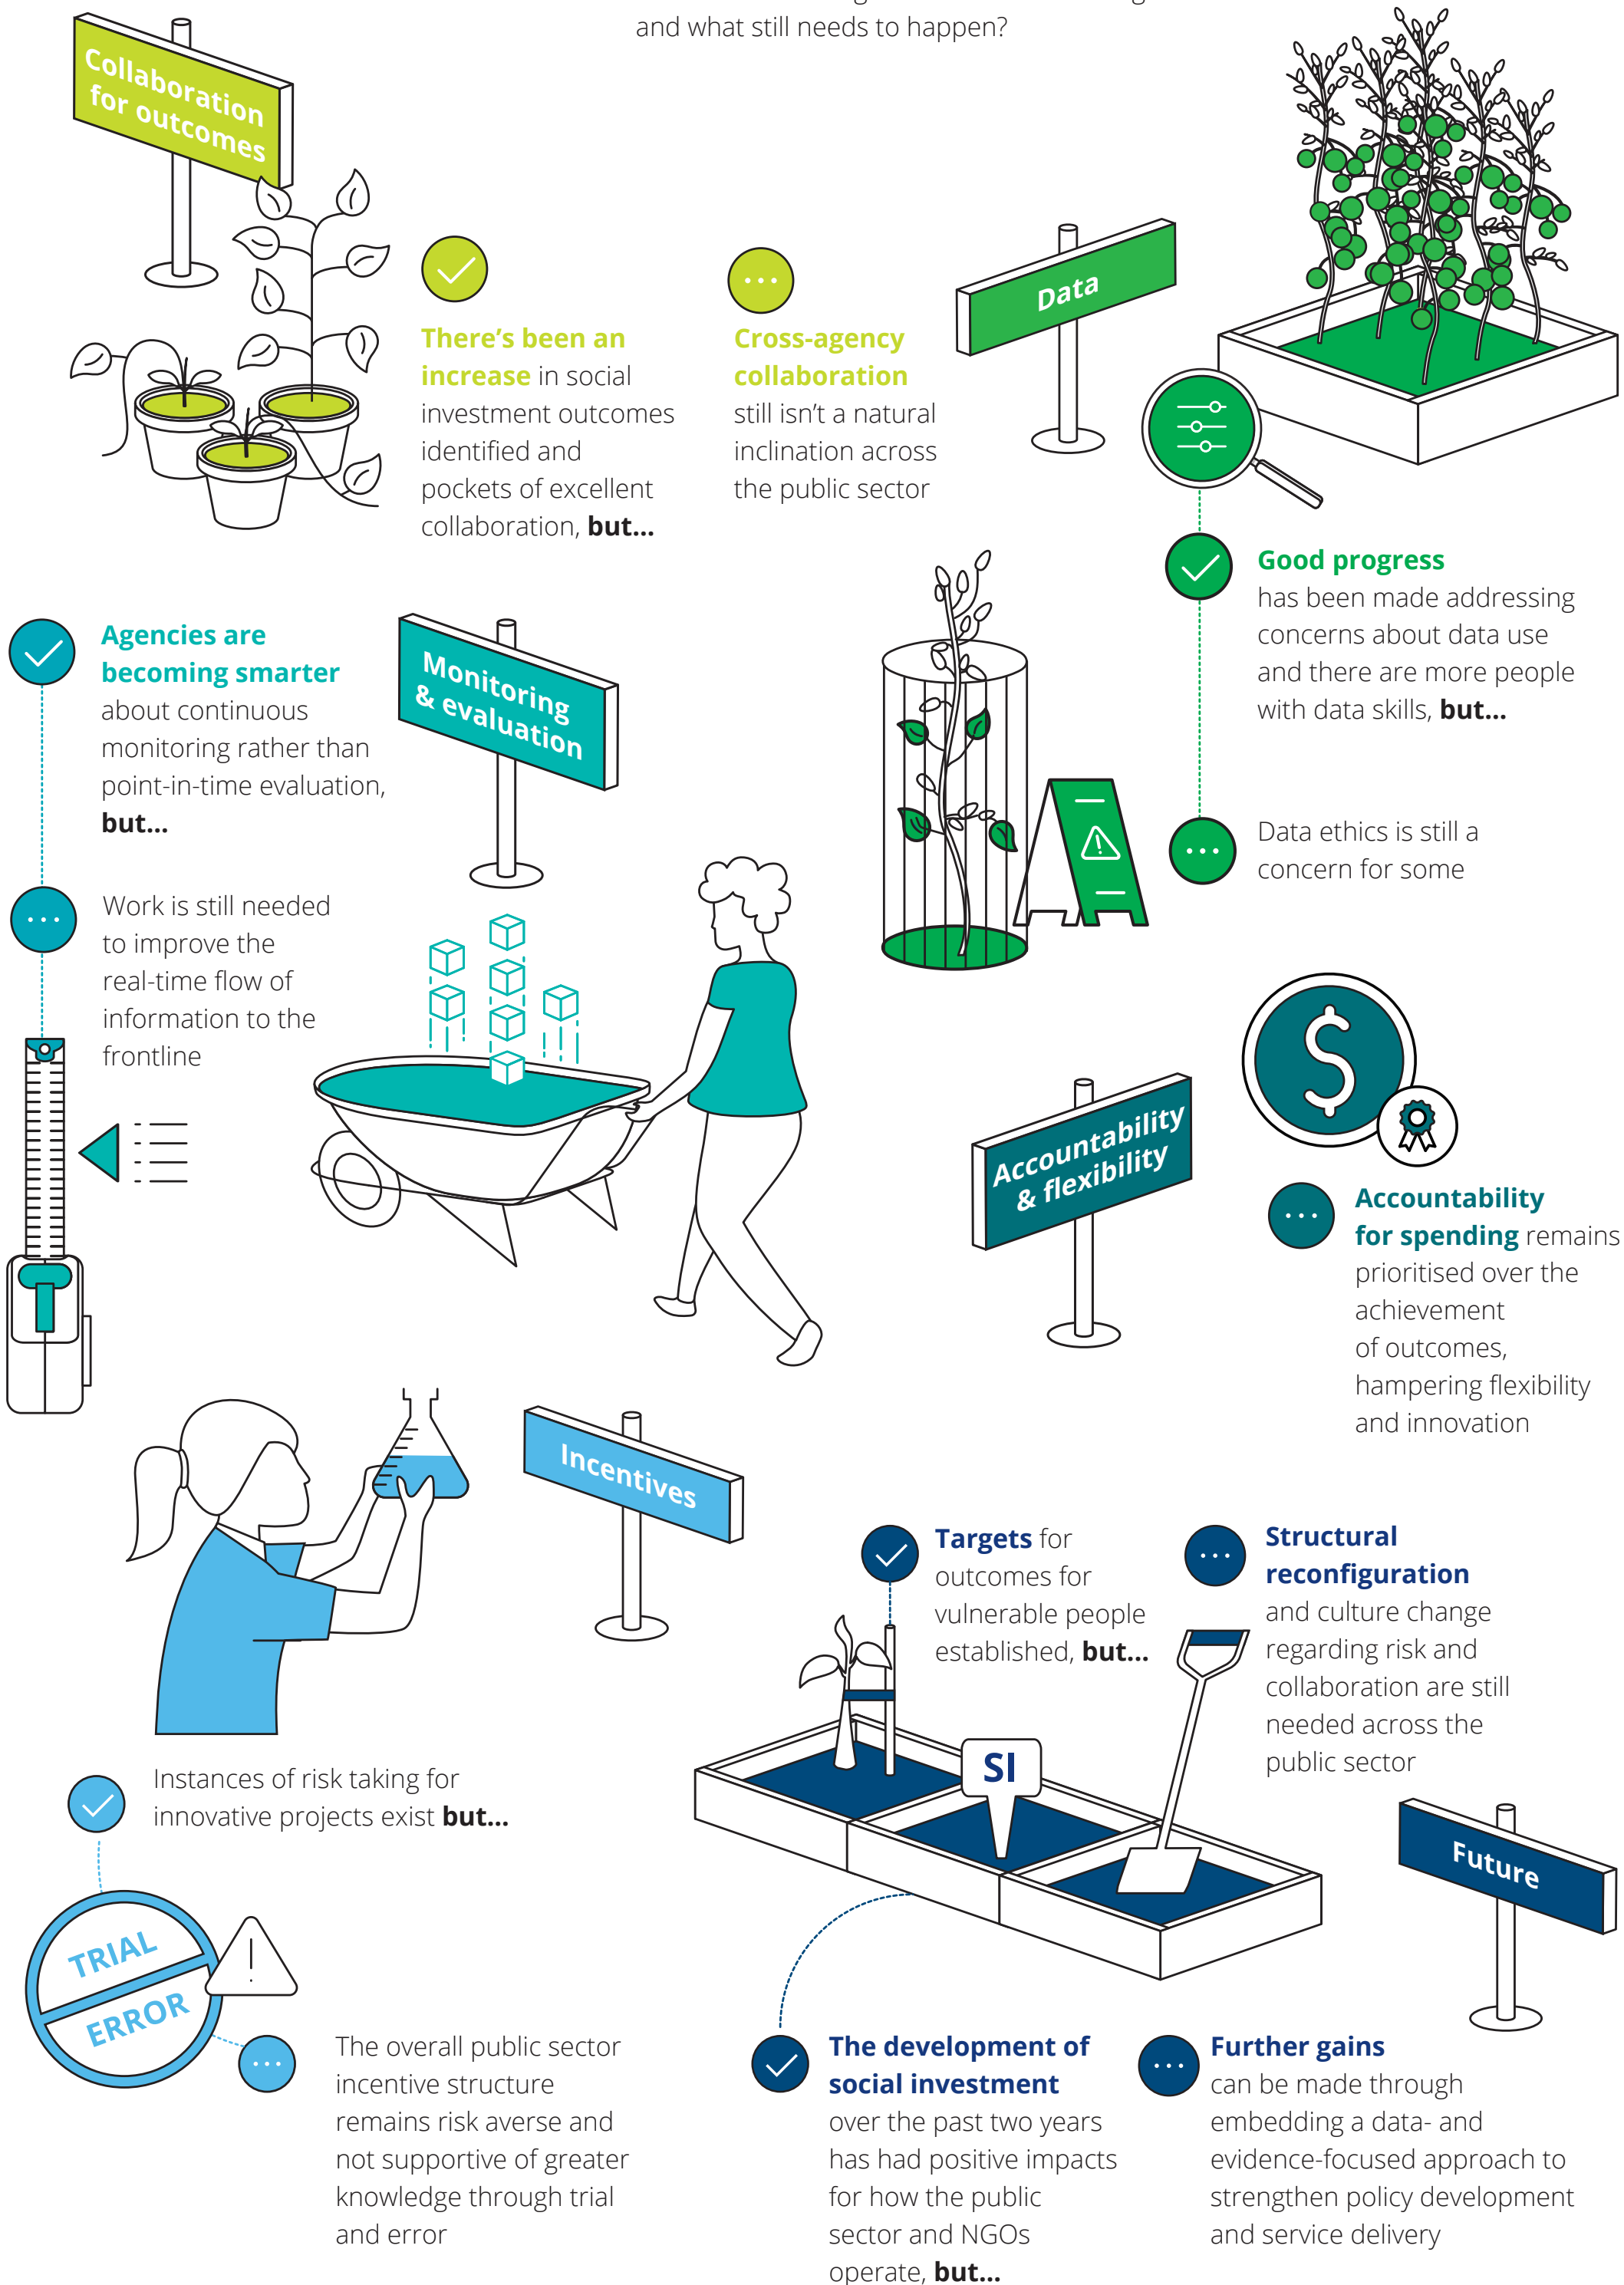 and what still needs to happen?
Collaboration
for outcomes
There's been an
increase in social
investment outcomes
identified and
pockets of excellent
collaboration, but...
Cross-agency
collaboration
still isn't a natural
inclination across
the public sector
Data
Good progress
has been made addressing
concerns about data use
and there are more people
with data skills, but...
Data ethics is still a
concern for some
Agencies are
becoming smarter
about continuous
monitoring rather than
point-in-time evaluation,
but...
Monitoring
& evaluation
Work is still needed
to improve the
real-time flow of
information to the
frontline
Accountability
& flexibility
Accountability
for spending remains
prioritised over the
achievement
of outcomes,
hampering flexibility
and innovation
Incentives
Instances of risk taking for
innovative projects exist but...
TRIAL
ERROR
The overall public sector
incentive structure
remains risk averse and
not supportive of greater
knowledge through trial
and error
Targets for
outcomes for
vulnerable people
established, but...
Structural
reconfiguration
and culture change
regarding risk and
collaboration are still
needed across the
public sector
SI
Future
The development of
social investment
over the past two years
has had positive impacts
for how the public
sector and NGOs
operate, but...
Further gains
can be made through
embedding a data- and
evidence-focused approach to
strengthen policy development
and service delivery